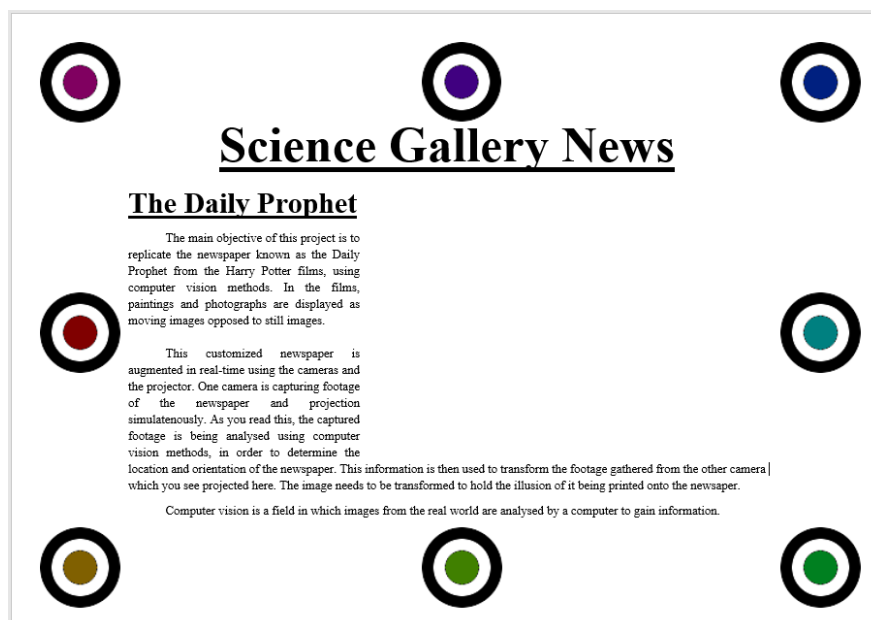 Science Gallery News
The Daily Prophet
The main objective of this project is to
replicate the newspaper known as the Daily
Prophet from the Harry Potter films, using
computer vision methods. In the films,
paintings and photographs are displayed as
moving images opposed to still images.
This customized newspaper is
augmented in real-time using the cameras and
the projector. One camera is capturing footage
of the newspaper and projection
simulatenously. As you read this, the captured
footage is being analysed using computer
vision methods, in order to determine the
location and orientation of the newspaper. This information is then used to transform the footage gathered from the other camera
which you see projected here. The image needs to be transformed to hold the illusion of it being printed onto the newsaper.
Computer vision is a field in which images from the real world are analysed by a computer to gain information.